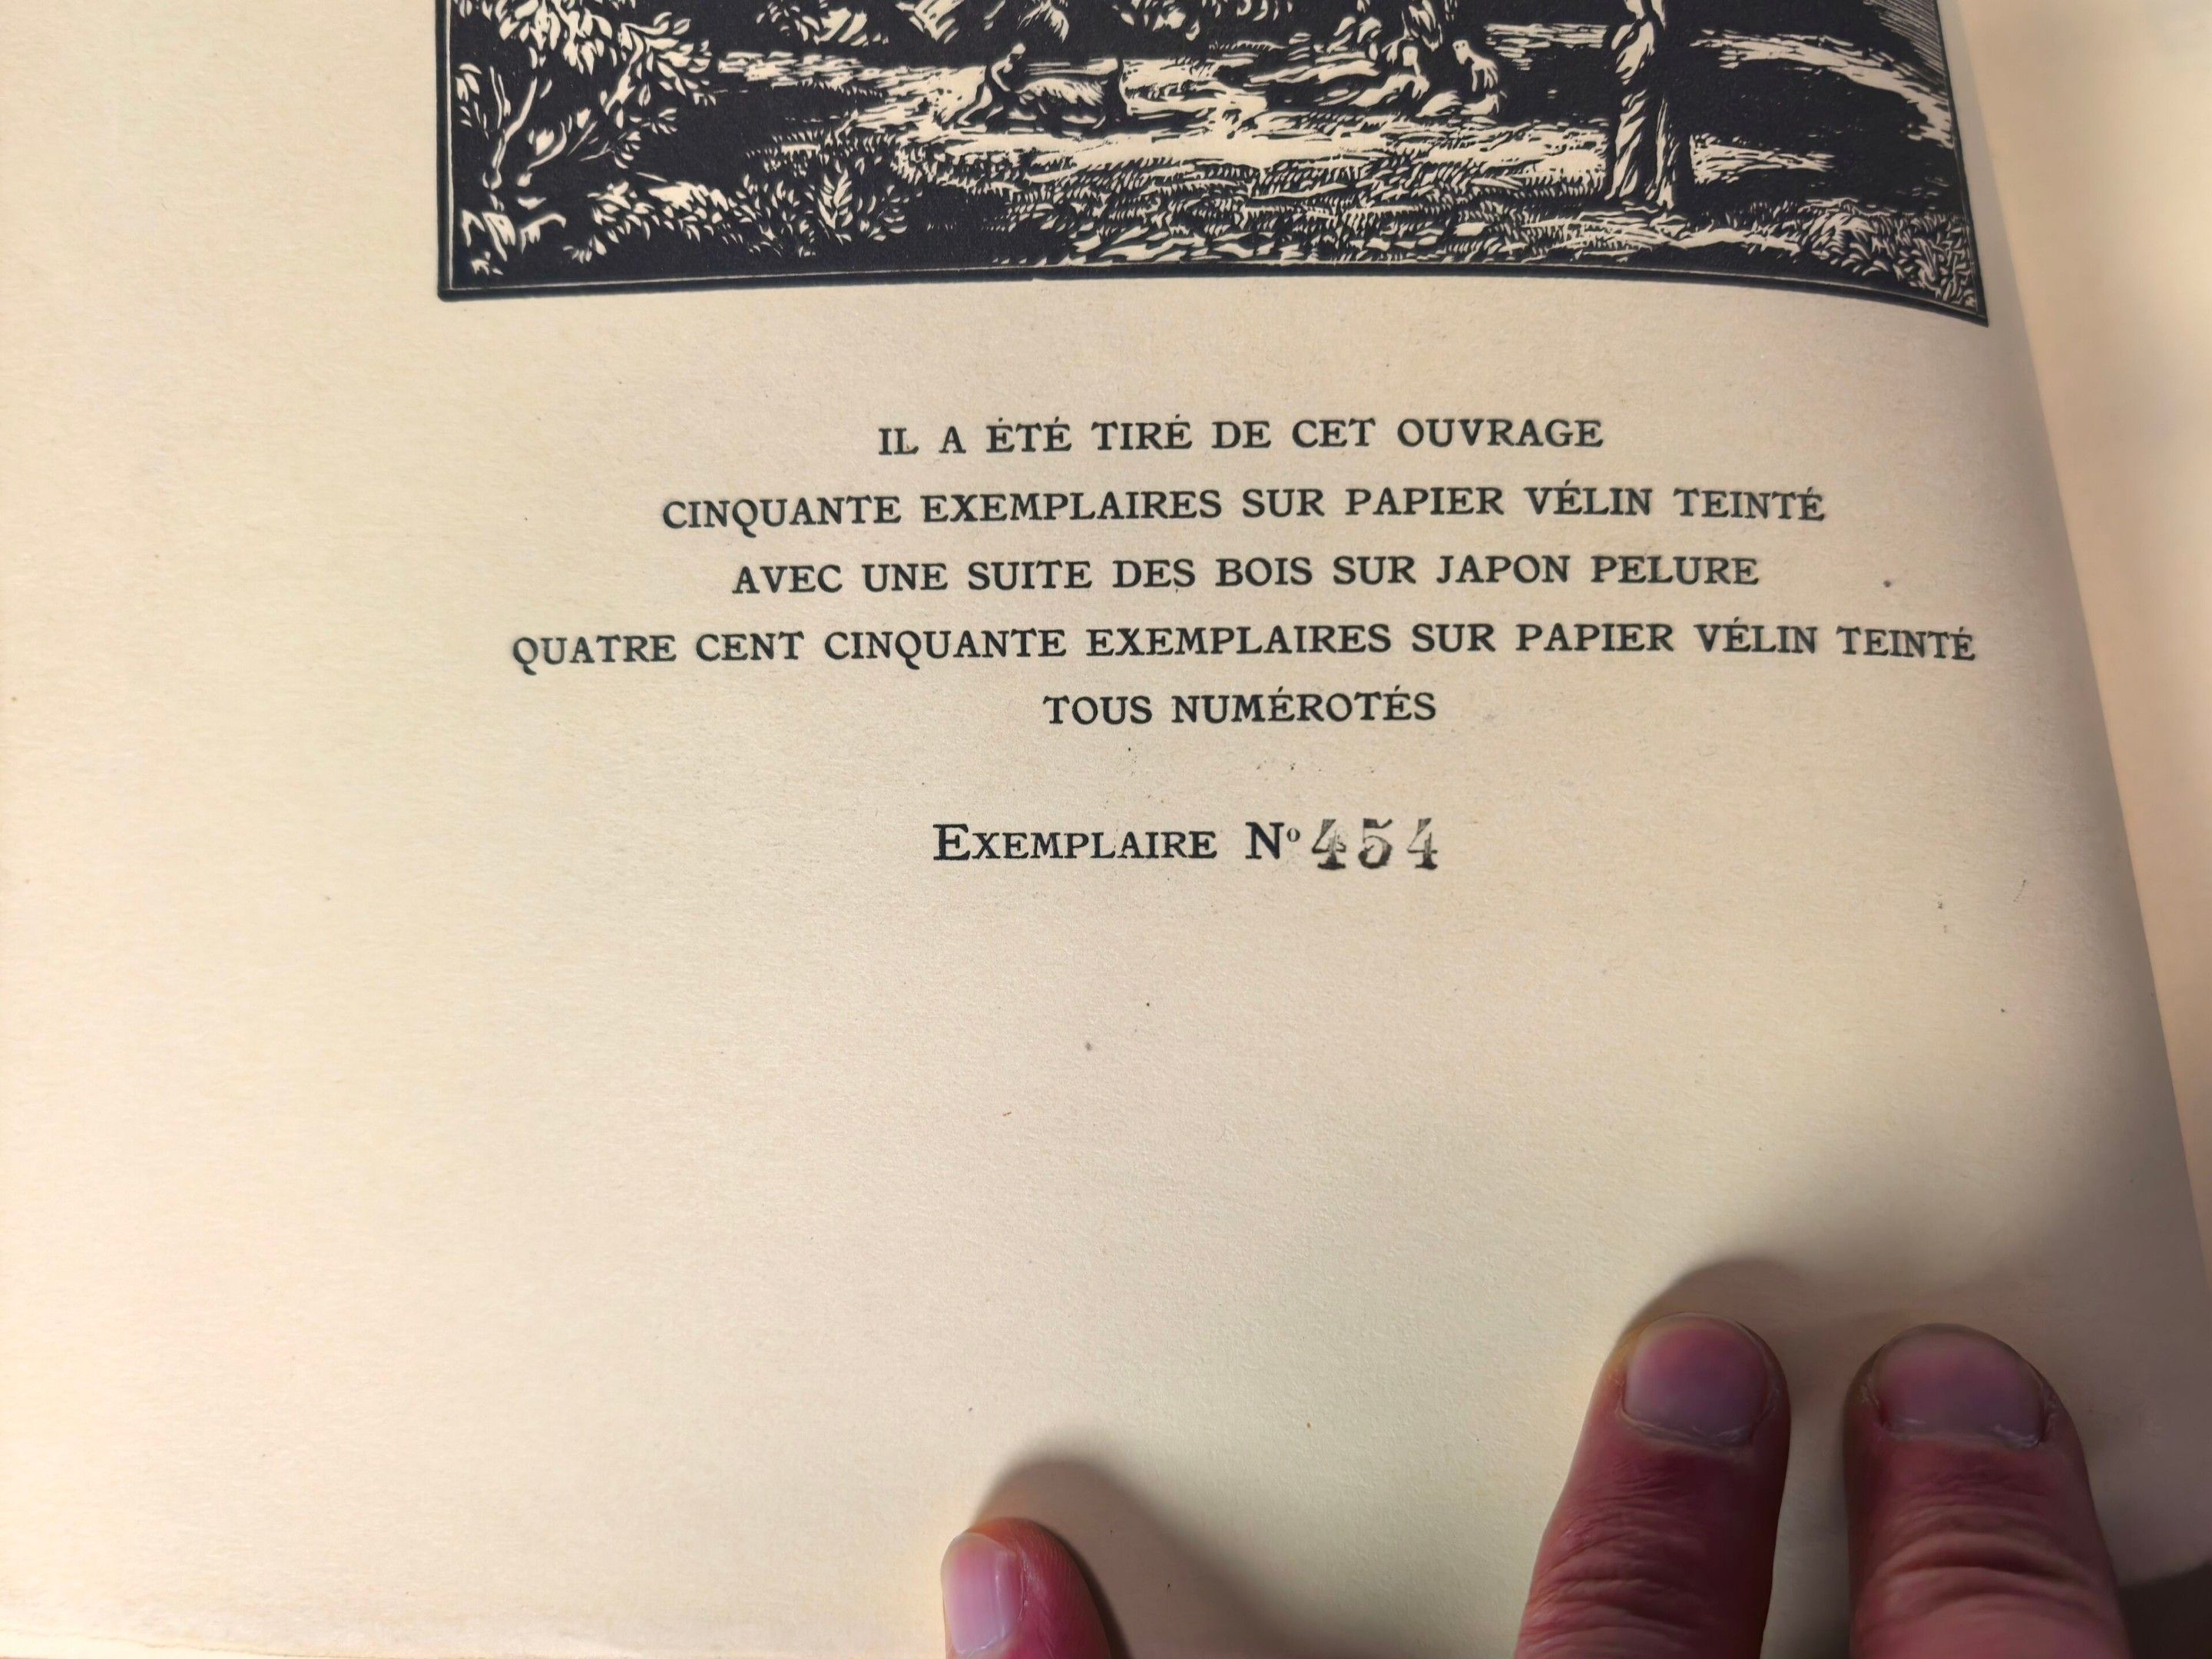 IL A ÉTÉ TIRÉ DE CET OUVRAGE
CINQUANTE EXEMPLAIRES SUR PAPIER VÉLIN TEINTÉ
AVEC UNE SUITE DES BOIS SUR JAPON PELURE
QUATRE CENT CINQUANTE EXEMPLAIRES SUR PAPIER VÉLIN TEINTÉ
TOUS NUMÉROTÉS
EXEMPLAIRE Nº 454